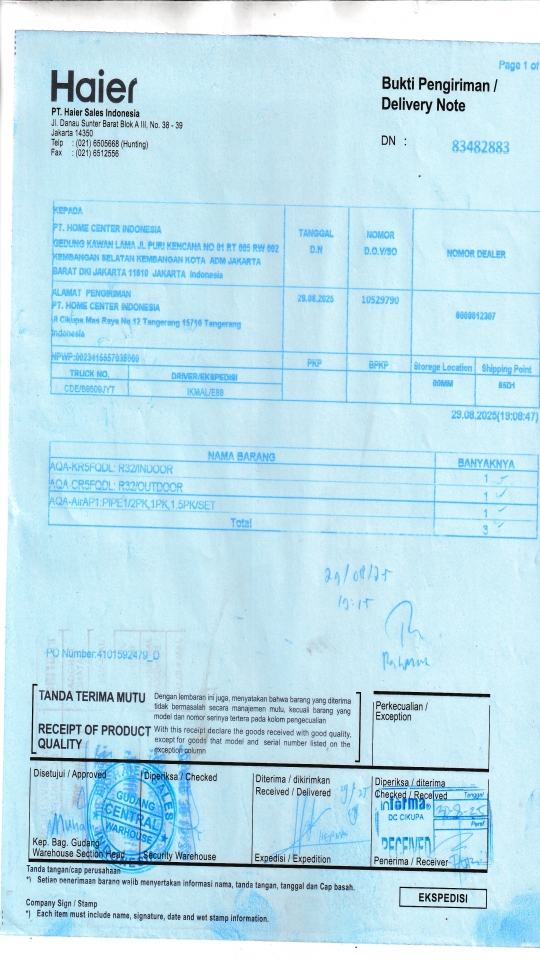 Page 1 of
Haier
Bukti Pengiriman /
Delivery Note
PT. Haier Sales Indonesia
Jl. Danau Sunter Barat Blok A III, No. 38 - 39
Jakarta 14350
Telp : (021) 6505668 (Hunting)
Fax : (021) 6512556
DN : 83482883
KEPADA
PT. HOME CENTER INDONESIA
GEDUNG KAWAN LAMA JL PURI KENCANA NO 01 RT 005 RW 002
KEMBANGAN SELATAN KEMBANGAN KOTA ADM JAKARTA
BARAT DKI JAKARTA 11610 JAKARTA Indonesia
TANGGAL
D.N
NOMOR
D.O.V/SO
NOMOR DEALER
ALAMAT PENGIRIMAN
PT. HOME CENTER INDONESIA
Jl Cikupa Mas Raya No 12 Tangerang 15710 Tangerang
Indonesia
29.08.2025
10529790
NPWP:
PKP
BPKP
Storage Location
Shipping Point
TRUCK NO.
DRIVER/EKSPEDISI
IKMAL/E88
00MM
85D1
29.08.2025(19:08:47)
NAMA BARANG
BANYAKNYA
AQA-KR5FQDL: R32/INDOOR 1
AQA-CR5FQDL: R32/OUTDOOR 1
AQA-AirAP1:PIPE1/2PK,1PK,1.5PK/SET 1
Total 3
29/08/25
19:15
PO Number:4101592479_D
TANDA TERIMA MUTU
Dengan lembaran ini juga, menyatakan bahwa barang yang diterima
tidak bermasalah secara manajemen mutu, kecuali barang yang
model dan nomor serinya tertera pada kolom pengecualian
RECEIPT OF PRODUCT
QUALITY
With this receipt declare the goods received with good quality,
except for goods that model and serial number listed on the
exception column
Perkecualian /
Exception
Disetujui / Approved
Diperiksa / Checked
Diterima / dikirimkan
Received / Delivered
Diperiksa / diterima
Checked / Received
GUDANG
CENTRAL
WARHOUSE
informa
DC CIKUPA
RECEIVED
Tanggal
Paraf
Kep. Bag. Gudang
Warehouse Section Head
Security Warehouse
Expedisi / Expedition
Penerima / Receiver
Tanda tangan/cap perusahaan
*) Setiap penerimaan barang wajib menyertakan informasi nama, tanda tangan, tanggal dan Cap basah.
EKSPEDISI
Company Sign / Stamp
*) Each item must include name, signature, date and wet stamp information.